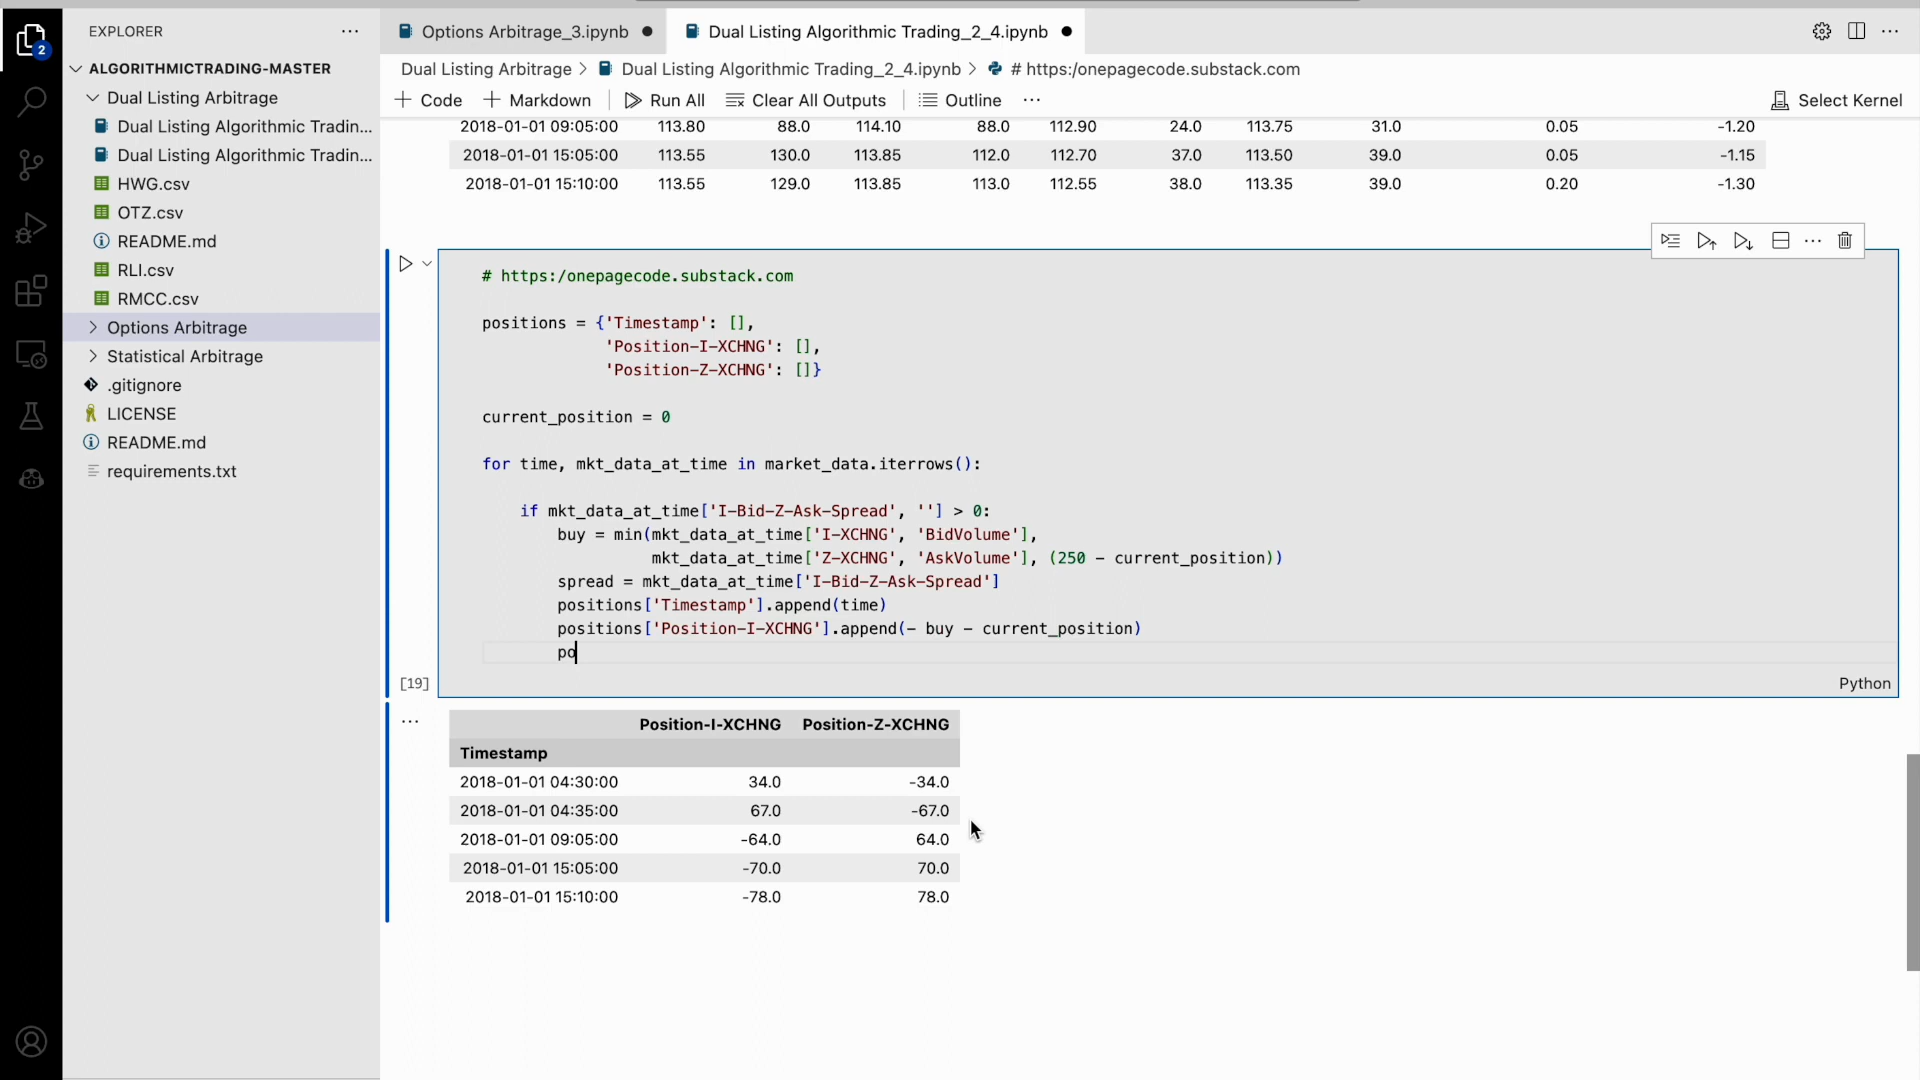 EXPLORER
2
ALGORITHMICTRADING-MASTER
Dual Listing Arbitrage
Dual Listing Algorithmic Tradin...
Dual Listing Algorithmic Tradin...
HWG.csv
OTZ.csv
README.md
RLI.csv
RMCC.csv
Options Arbitrage
Statistical Arbitrage
.gitignore
LICENSE
README.md
requirements.txt
Options Arbitrage_3.ipynb
Dual Listing Algorithmic Trading_2_4.ipynb
Dual Listing Arbitrage > Dual Listing Algorithmic Trading_2_4.ipynb > # https:/onepagecode.substack.com
+ Code + Markdown Run All Clear All Outputs Outline ... Select Kernel
2018-01-01 09:05:00 113.80 88.0 114.10 88.0 112.90 24.0 113.75 31.0 0.05 -1.20
2018-01-01 15:05:00 113.55 130.0 113.85 112.0 112.70 37.0 113.50 39.0 0.05 -1.15
2018-01-01 15:10:00 113.55 129.0 113.85 113.0 112.55 38.0 113.35 39.0 0.20 -1.30
# https:/onepagecode.substack.com
positions = {'Timestamp': [],
'Position-I-XCHNG': [],
'Position-Z-XCHNG': []}
current_position = 0
for time, mkt_data_at_time in market_data.iterrows():
if mkt_data_at_time['I-Bid-Z-Ask-Spread', ''] > 0:
buy = min(mkt_data_at_time['I-XCHNG', 'BidVolume'],
mkt_data_at_time['Z-XCHNG', 'AskVolume'], (250 - current_position))
spread = mkt_data_at_time['I-Bid-Z-Ask-Spread']
positions['Timestamp'].append(time)
positions['Position-I-XCHNG'].append(- buy - current_position)
po
[19]
Python
...
Position-I-XCHNG Position-Z-XCHNG
Timestamp
2018-01-01 04:30:00 34.0 -34.0
2018-01-01 04:35:00 67.0 -67.0
2018-01-01 09:05:00 -64.0 64.0
2018-01-01 15:05:00 -70.0 70.0
2018-01-01 15:10:00 -78.0 78.0